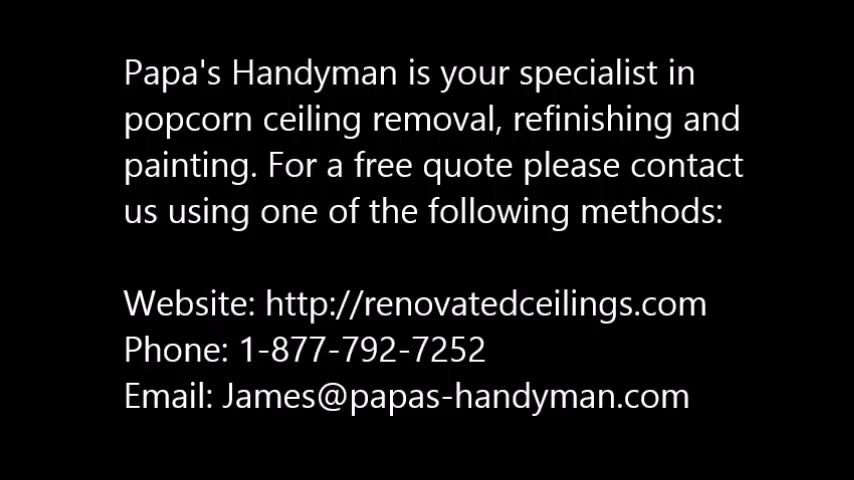 Papa's Handyman is your specialist in
popcorn ceiling removal, refinishing and
painting. For a free quote please contact
us using one of the following methods:
Website: http://renovatedceilings.com
Phone: 1-877-792-7252
Email: James@papas-handyman.com